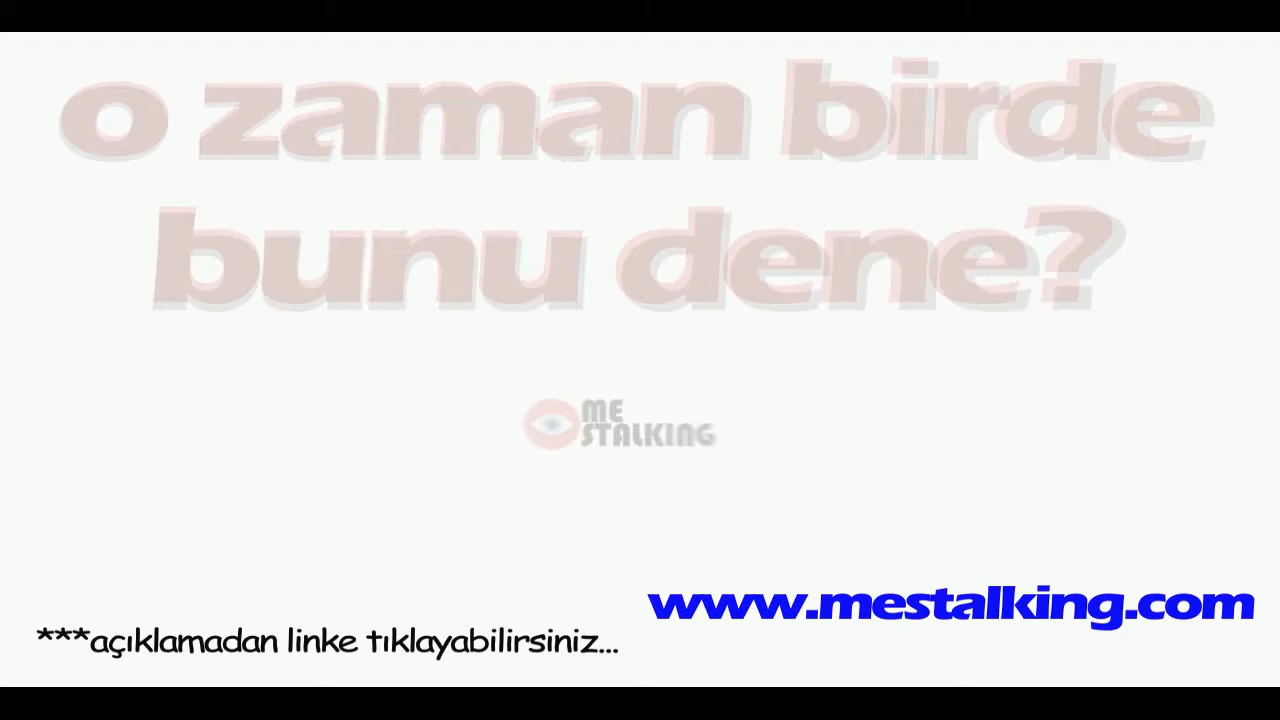 o zaman birde
bunu dene?
ME
STALKING
www.mestalking.com
***açıklamadan linke tıklayabilirsiniz...